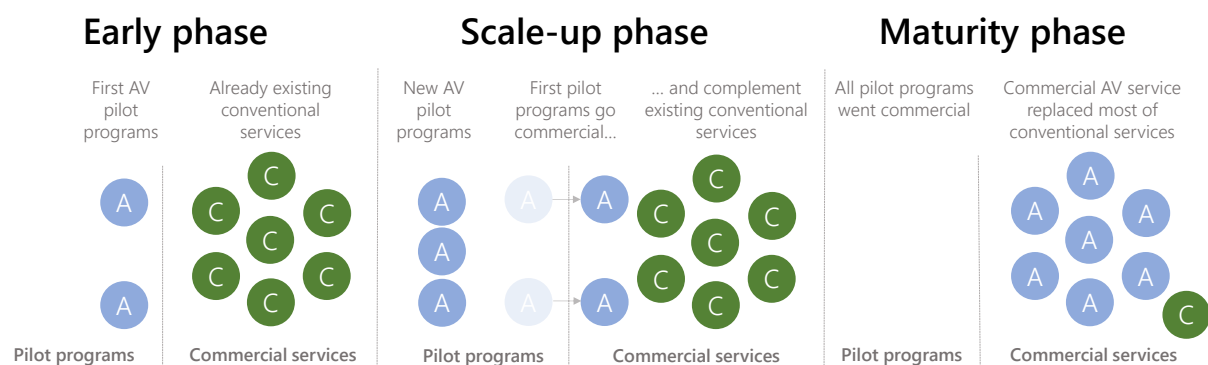 Early phase
First AV
pilot
programs
Already existing
conventional
services
A
A
C
C
C
C
C
C
C
Pilot programs
Commercial services
Scale-up phase
New AV
pilot
programs
First pilot
programs go
commercial...
... and complement
existing conventional
services
A
A
A
A
A
A
A
C
C
C
C
C
C
C
Pilot programs
Commercial services
Maturity phase
All pilot programs
went commercial
Commercial AV service
replaced most of
conventional services
A
A
A
A
A
A
A
C
Pilot programs
Commercial services